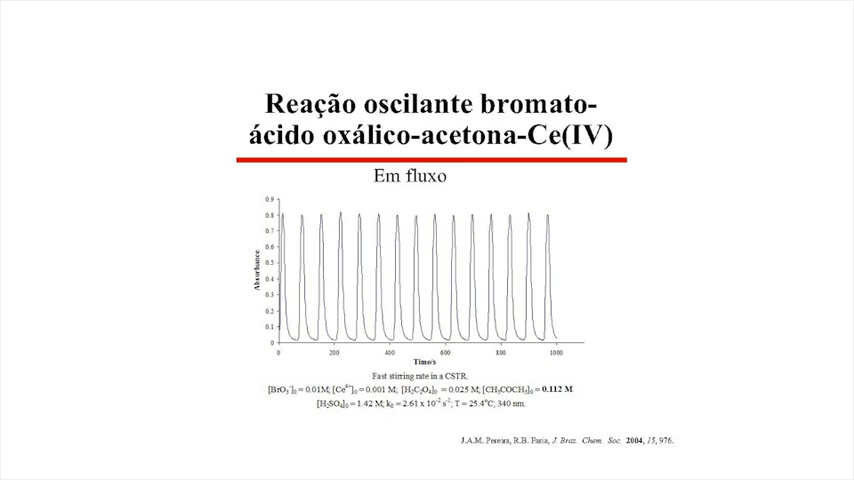 Reação oscilante bromato-
ácido oxálico-acetona-Ce(IV)
Em fluxo
0.9
0.8
0.7
0.6
0.5
0.4
0.3
0.2
0.1
0
Absorbance
0 200 400 600 800 1000
Time/s
Fast stirring rate in a CSTR.
[BrO₃⁻]₀ = 0.01M; [Ce⁴⁺]₀ = 0.001 M; [H₂C₂O₄]₀ = 0.025 M; [CH₃COCH₃]₀ = 0.112 M
[H₂SO₄]₀ = 1.42 M; k₀ = 2.61 x 10⁻² s⁻¹; T = 25.4°C; 340 nm.
J.A.M. Pereira, R.B. Faria, J. Braz. Chem. Soc. 2004, 15, 976.